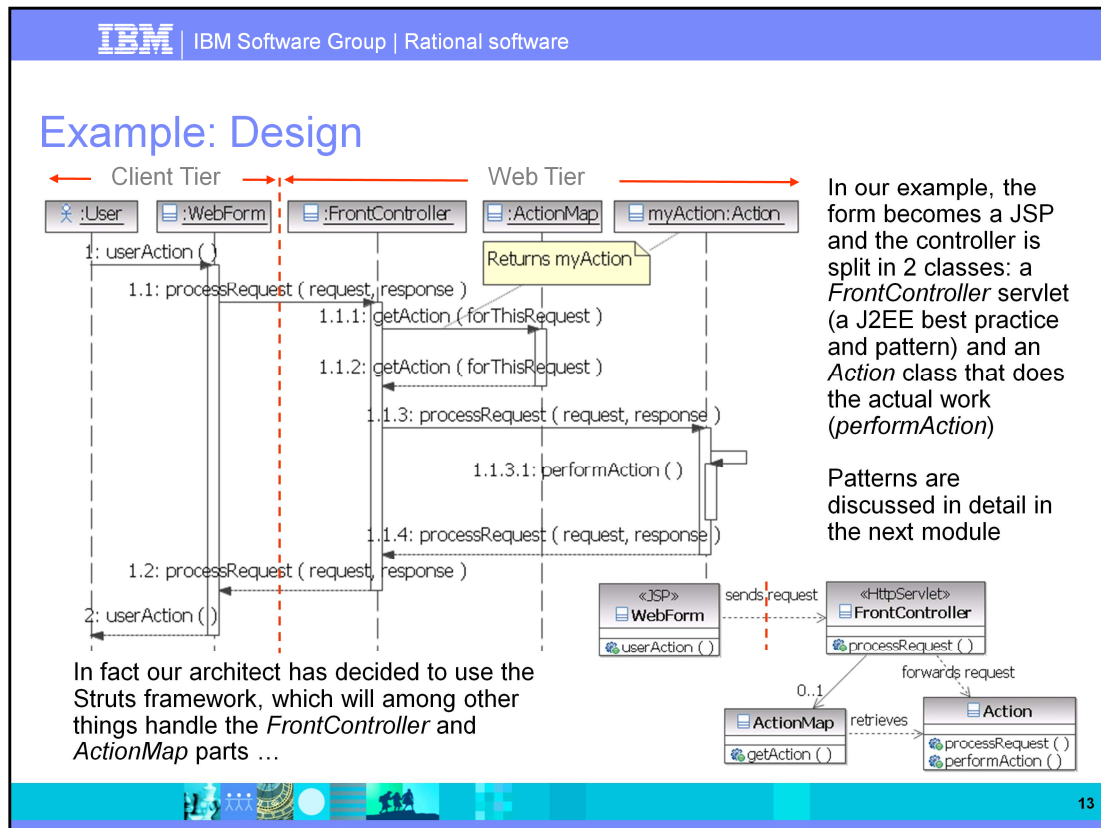 IBM | IBM Software Group | Rational software
Example: Design
Client Tier
Web Tier
:User
:WebForm
:FrontController
:ActionMap
myAction:Action
1: userAction ( )
Returns myAction
1.1: processRequest ( request, response )
1.1.1: getAction ( forThisRequest )
1.1.2: getAction ( forThisRequest )
1.1.3: processRequest ( request, response )
1.1.3.1: performAction ( )
1.1.4: processRequest ( request, response )
1.2: processRequest ( request, response )
2: userAction ( )
In our example, the
form becomes a JSP
and the controller is
split in 2 classes: a
FrontController servlet
(a J2EE best practice
and pattern) and an
Action class that does
the actual work
(performAction)
Patterns are
discussed in detail in
the next module
«JSP»
WebForm
userAction ( )
sends request
«HttpServlet»
FrontController
processRequest ( )
forwards request
0..1
ActionMap
getAction ( )
retrieves
Action
processRequest ( )
performAction ( )
In fact our architect has decided to use the
Struts framework, which will among other
things handle the FrontController and
ActionMap parts …
13